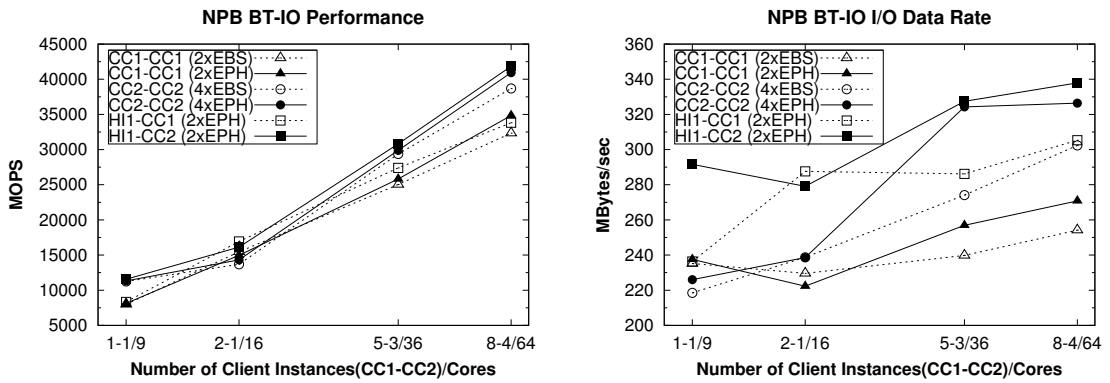 NPB BT-IO Performance
45000
40000
35000
30000
25000
20000
15000
10000
5000
MOPS
CC1-CC1 (2xEBS)
CC1-CC1 (2xEPH)
CC2-CC2 (4xEBS)
CC2-CC2 (4xEPH)
HI1-CC1 (2xEPH)
HI1-CC2 (2xEPH)
1-1/9 2-1/16 5-3/36 8-4/64
Number of Client Instances(CC1-CC2)/Cores
NPB BT-IO I/O Data Rate
360
340
320
300
280
260
240
220
200
MBytes/sec
CC1-CC1 (2xEBS)
CC1-CC1 (2xEPH)
CC2-CC2 (4xEBS)
CC2-CC2 (4xEPH)
HI1-CC1 (2xEPH)
HI1-CC2 (2xEPH)
1-1/9 2-1/16 5-3/36 8-4/64
Number of Client Instances(CC1-CC2)/Cores